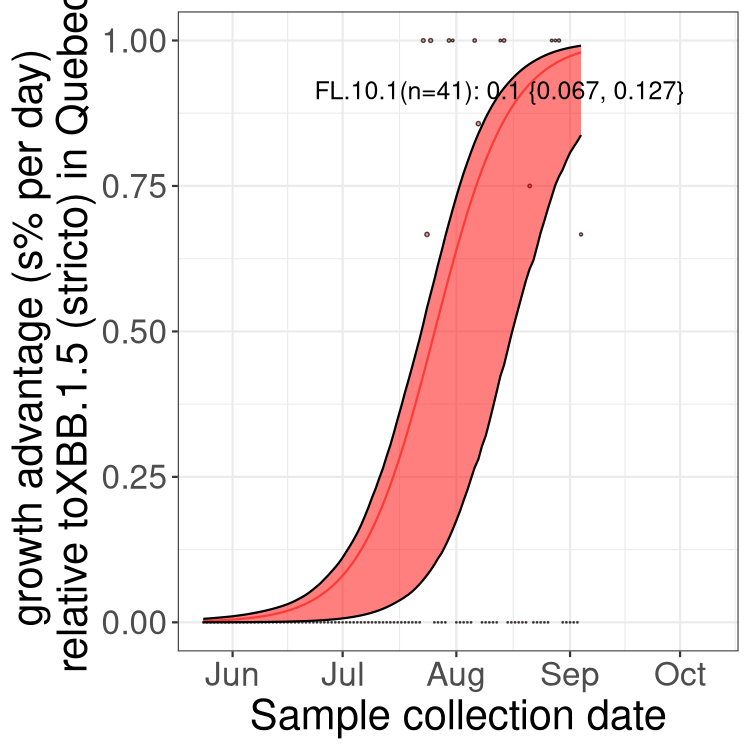 growth advantage (s% per day)
relative toXBB.1.5 (stricto) in Quebec
1.00
0.75
0.50
0.25
0.00
FL.10.1(n=41): 0.1 {0.067, 0.127}
Jun Jul Aug Sep Oct
Sample collection date